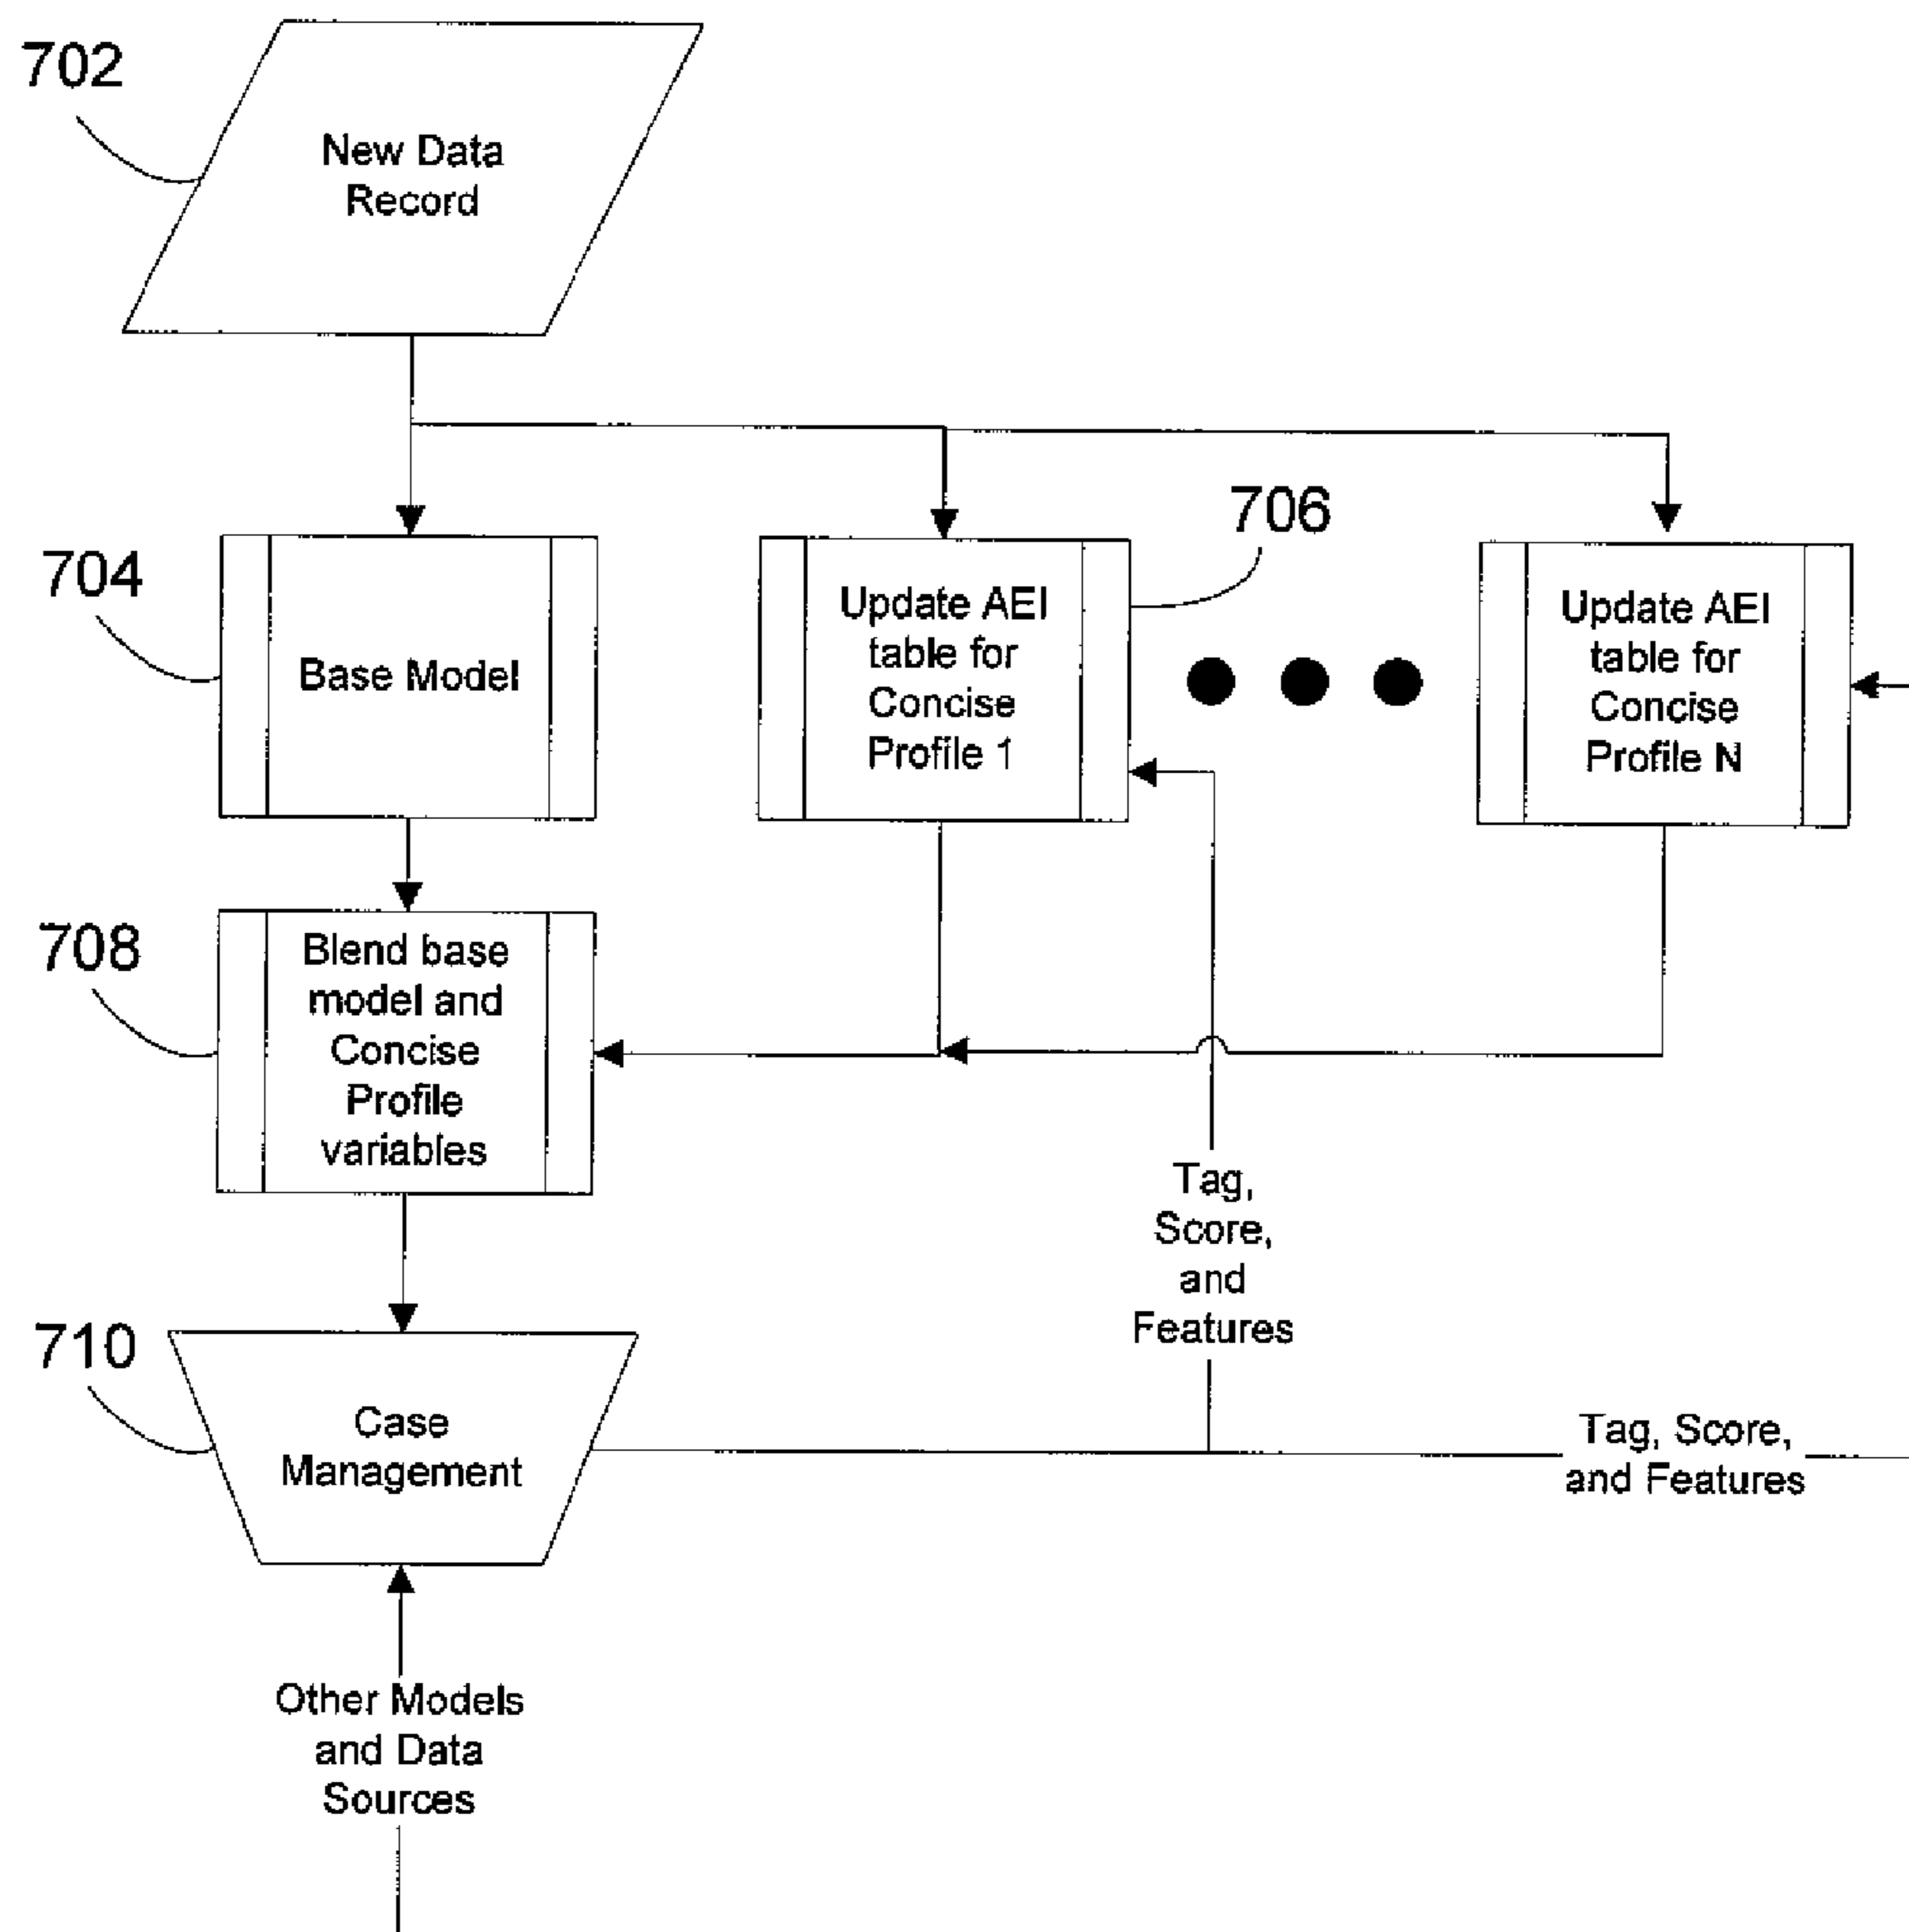 702
New Data
Record
706
704
Base Model
Update AEI
table for
Concise
Profile 1
Update AEI
table for
Concise
Profile N
708
Blend base
model and
Concise
Profile
variables
Tag,
Score,
and
Features
710
Case
Management
Tag, Score,
and Features
Other Models
and Data
Sources